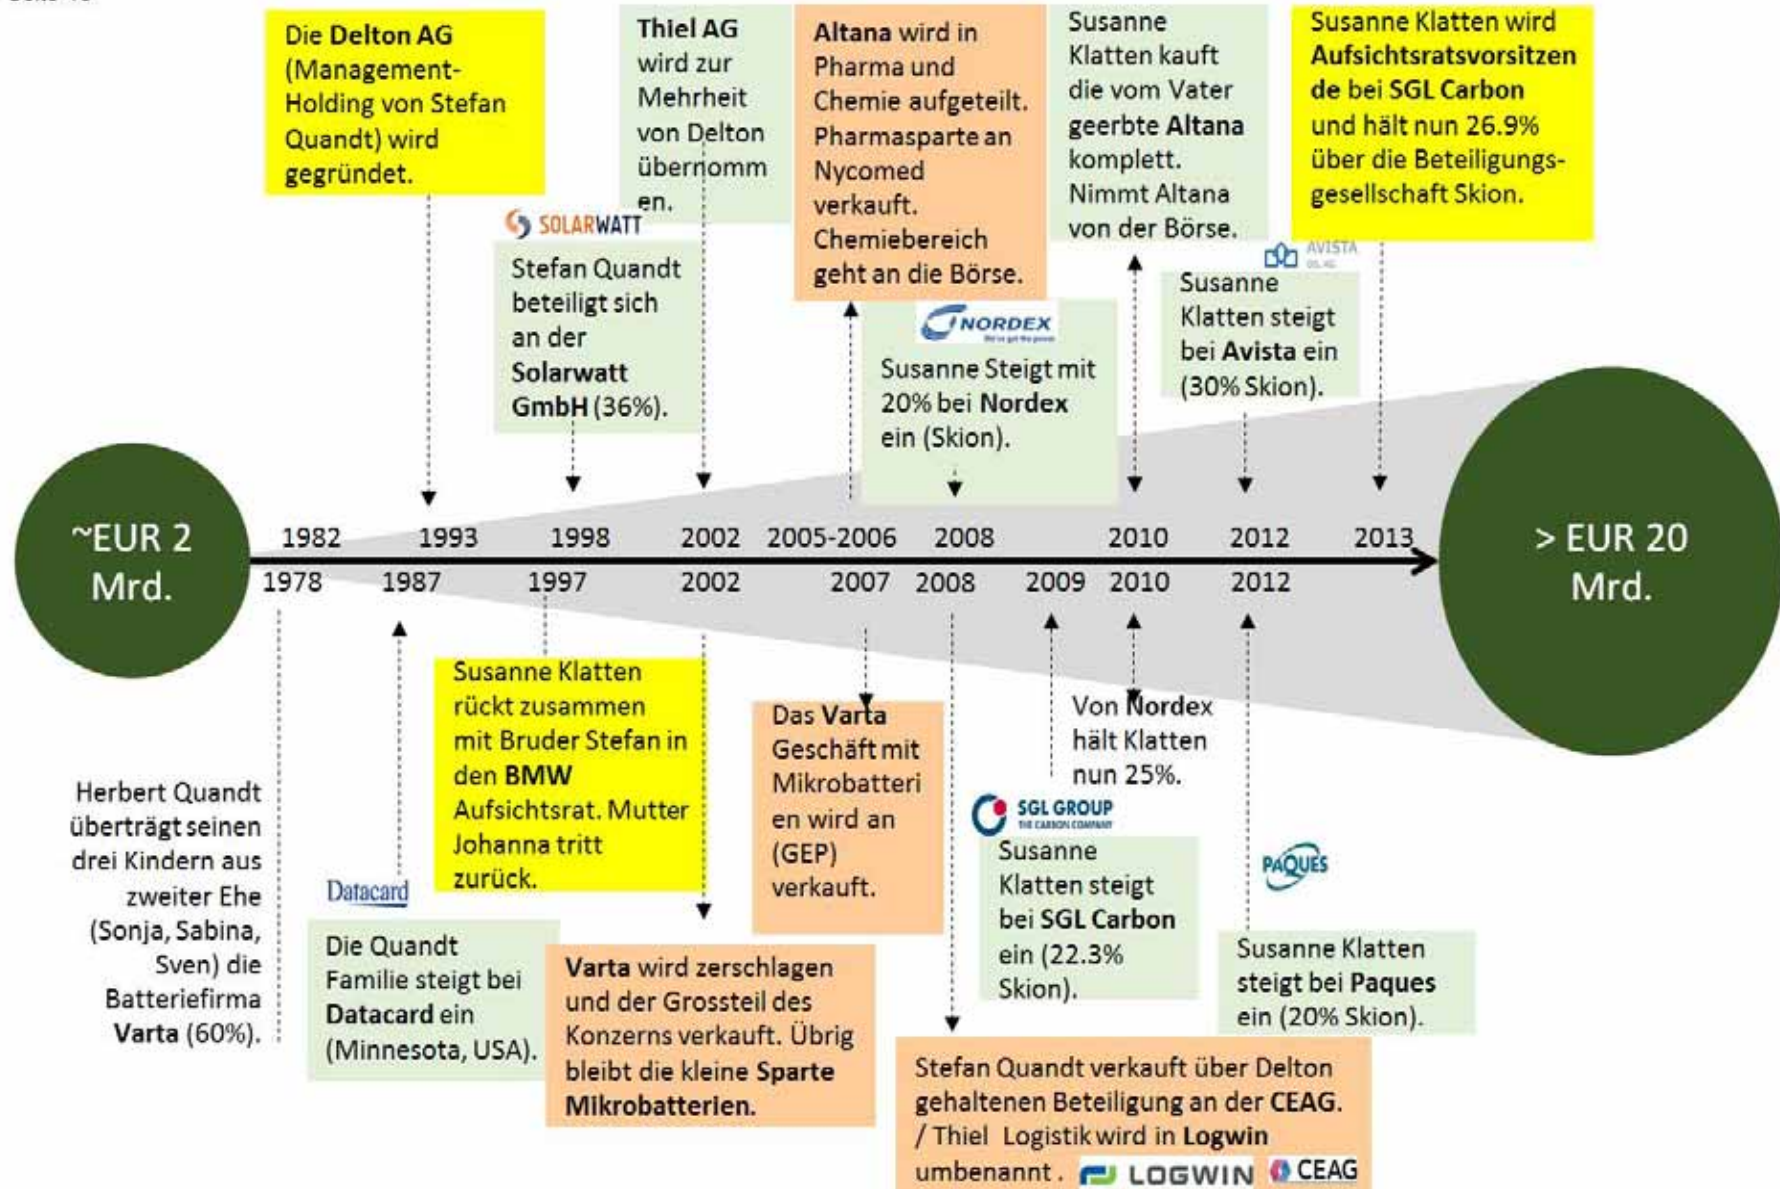 Die Delton AG
(Management-
Holding von Stefan
Quandt) wird
gegründet.
SOLARWATT
Stefan Quandt
beteiligt sich
an der
Solarwatt
GmbH (36%).
Thiel AG
wird zur
Mehrheit
von Delton
übernomm
en.
Altana wird in
Pharma und
Chemie aufgeteilt.
Pharmasparte an
Nycomed
verkauft.
Chemiebereich
geht an die Börse.
NORDEX
We've got the power
Susanne Steigt mit
20% bei Nordex
ein (Skion).
Susanne
Klatten kauft
die vom Vater
geerbte Altana
komplett.
Nimmt Altana
von der Börse.
AVISTA
OIL AG
Susanne
Klatten steigt
bei Avista ein
(30% Skion).
Susanne Klatten wird
Aufsichtsratsvorsitzen
de bei SGL Carbon
und hält nun 26.9%
über die Beteiligungs-
gesellschaft Skion.
~EUR 2
Mrd.
1982 1993 1998 2002 2005-2006 2008 2010 2012 2013
1978 1987 1997 2002 2007 2008 2009 2010 2012
> EUR 20
Mrd.
Herbert Quandt
überträgt seinen
drei Kindern aus
zweiter Ehe
(Sonja, Sabina,
Sven) die
Batteriefirma
Varta (60%).
Datacard
Die Quandt
Familie steigt bei
Datacard ein
(Minnesota, USA).
Susanne Klatten
rückt zusammen
mit Bruder Stefan in
den BMW
Aufsichtsrat. Mutter
Johanna tritt
zurück.
Varta wird zerschlagen
und der Grossteil des
Konzerns verkauft. Übrig
bleibt die kleine Sparte
Mikrobatterien.
Das Varta
Geschäft mit
Mikrobatteri
en wird an
(GEP)
verkauft.
Stefan Quandt verkauft über Delton
gehaltenen Beteiligung an der CEAG.
/ Thiel Logistik wird in Logwin
umbenannt .
LOGWIN
CEAG
SGL GROUP
THE CARBON COMPANY
Susanne
Klatten steigt
bei SGL Carbon
ein (22.3%
Skion).
Von Nordex
hält Klatten
nun 25%.
PAQUES
Susanne Klatten
steigt bei Paques
ein (20% Skion).